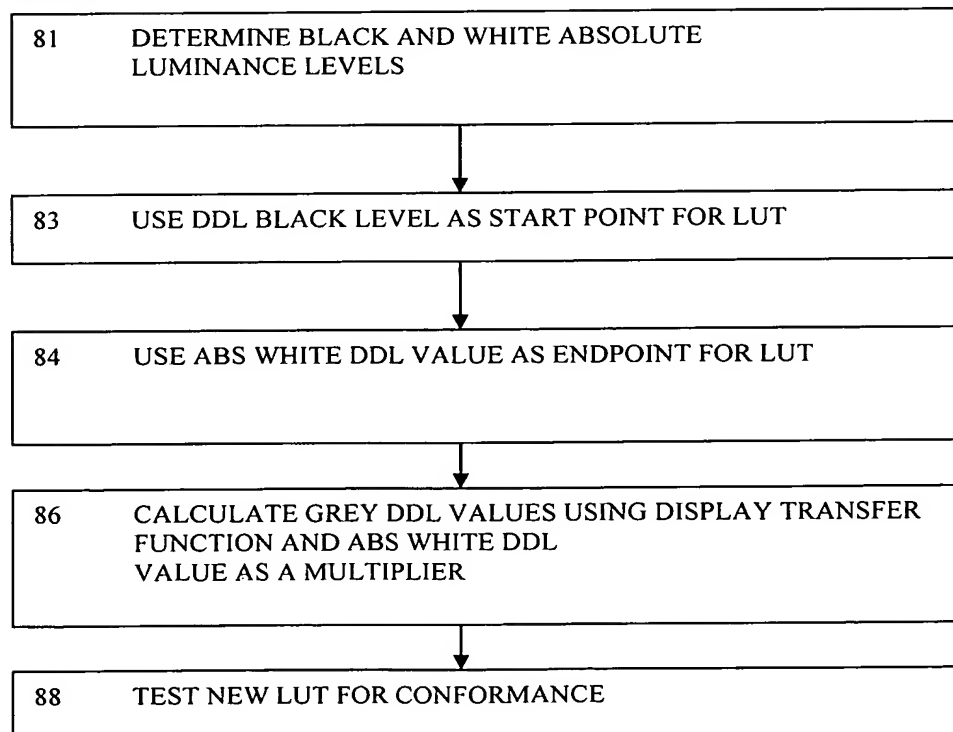 81 DETERMINE BLACK AND WHITE ABSOLUTE
LUMINANCE LEVELS
83 USE DDL BLACK LEVEL AS START POINT FOR LUT
84 USE ABS WHITE DDL VALUE AS ENDPOINT FOR LUT
86 CALCULATE GREY DDL VALUES USING DISPLAY TRANSFER
FUNCTION AND ABS WHITE DDL
VALUE AS A MULTIPLIER
88 TEST NEW LUT FOR CONFORMANCE